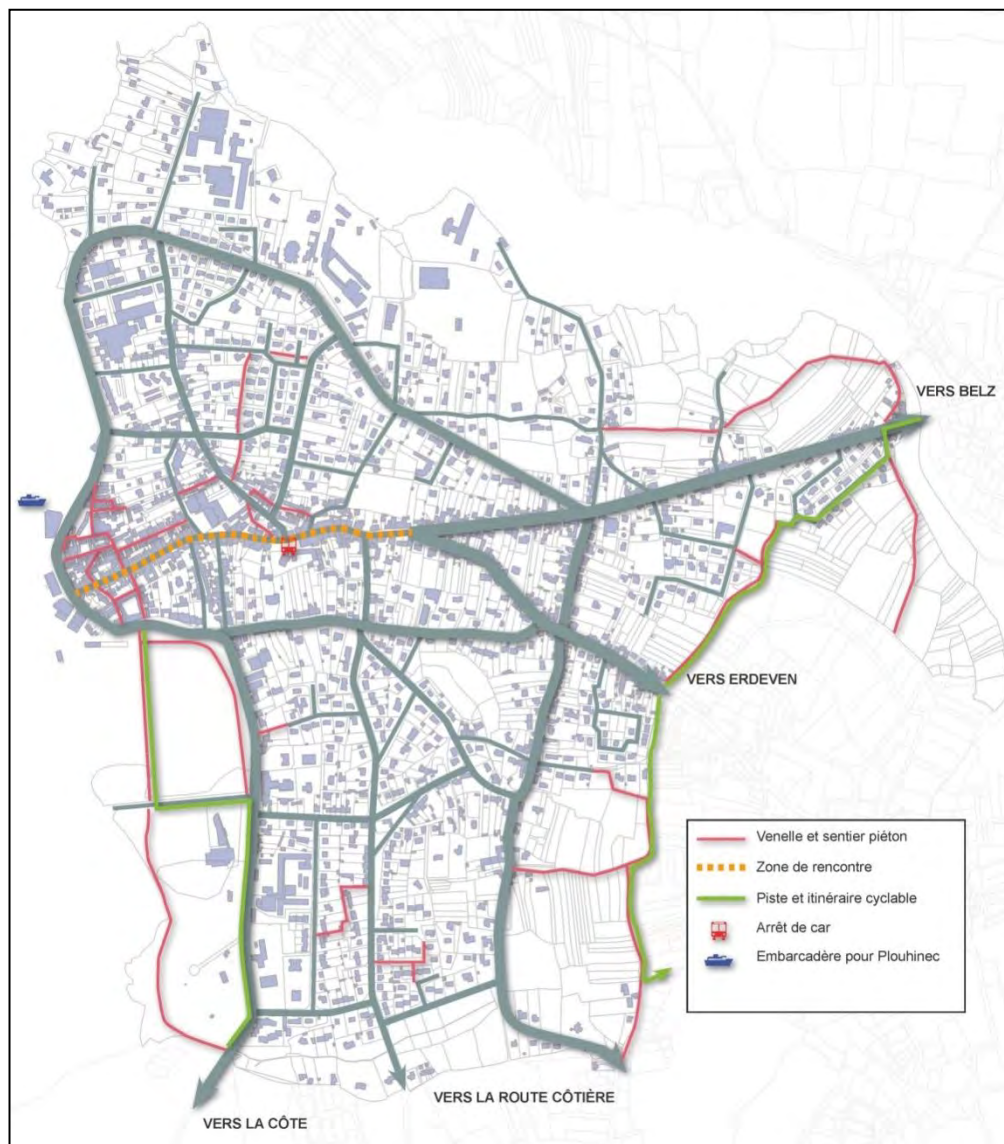 VERS BELZ
VERS ERDEVEN
Venelle et sentier piéton
Zone de rencontre
Piste et itinéraire cyclable
Arrêt de car
Embarcadère pour Plouhinec
VERS LA ROUTE CÔTIÈRE
VERS LA CÔTE